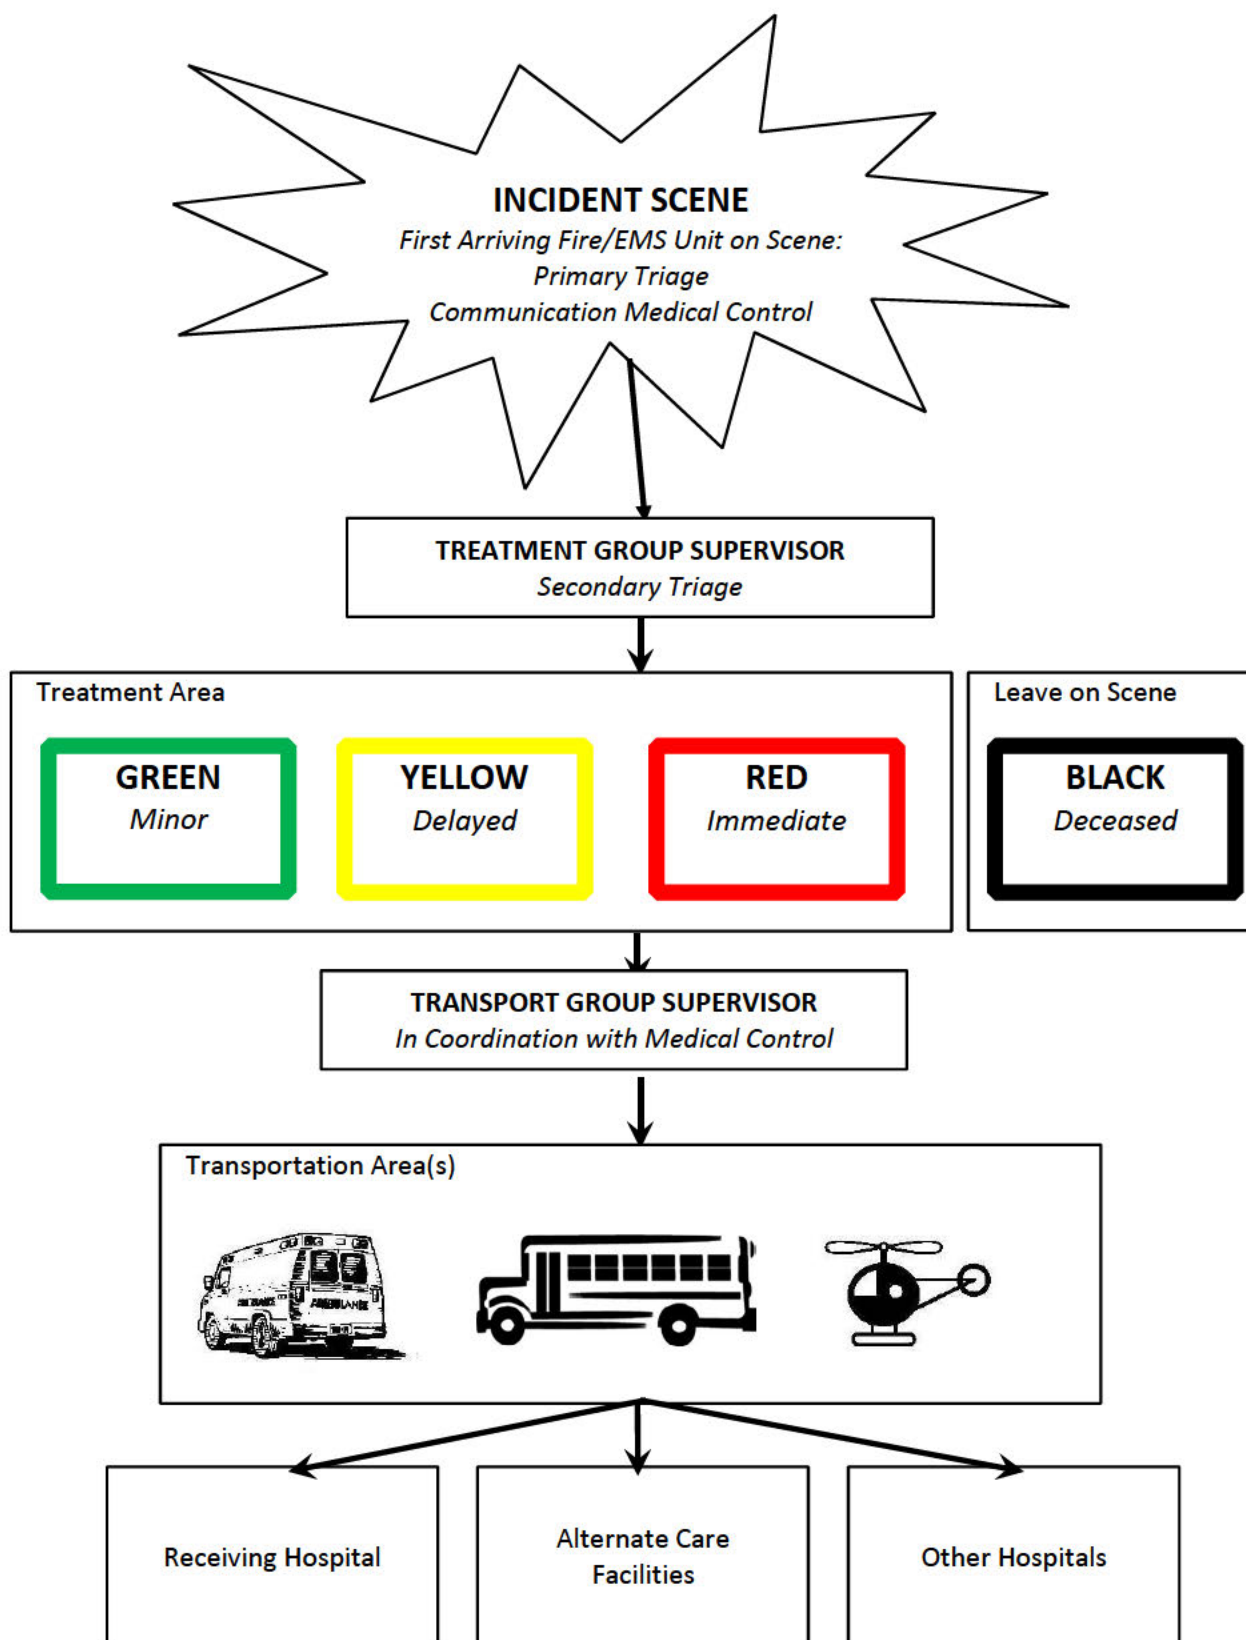 INCIDENT SCENE
First Arriving Fire/EMS Unit on Scene:
Primary Triage
Communication Medical Control
TREATMENT GROUP SUPERVISOR
Secondary Triage
Treatment Area
GREEN
Minor
YELLOW
Delayed
RED
Immediate
Leave on Scene
BLACK
Deceased
TRANSPORT GROUP SUPERVISOR
In Coordination with Medical Control
Transportation Area(s)
AMBULANCE
AMBULANCE
Receiving Hospital
Alternate Care
Facilities
Other Hospitals